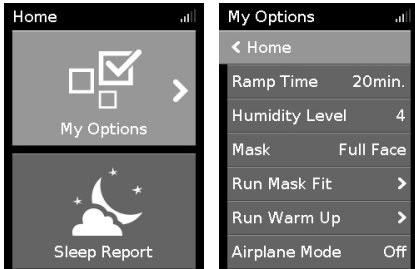 Home
My Options
Sleep Report
My Options
Home
Ramp Time 20min.
Humidity Level 4
Mask Full Face
Run Mask Fit
Run Warm Up
Airplane Mode Off